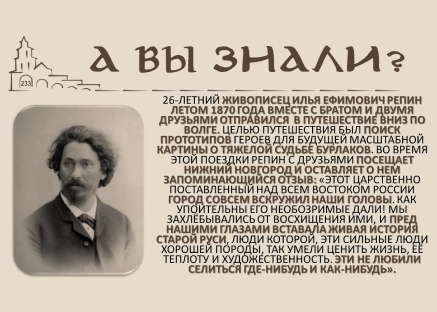 А ВЫ ЗНАЛИ?
233
26-ЛЕТНИЙ ЖИВОПИСЕЦ ИЛЬЯ ЕФИМОВИЧ РЕПИН
ЛЕТОМ 1870 ГОДА ВМЕСТЕ С БРАТОМ И ДВУМЯ
ДРУЗЬЯМИ ОТПРАВИЛСЯ В ПУТЕШЕСТВИЕ ВНИЗ ПО
ВОЛГЕ. ЦЕЛЬЮ ПУТЕШЕСТВИЯ БЫЛ ПОИСК
ПРОТОТИПОВ ГЕРОЕВ ДЛЯ БУДУЩЕЙ МАСШТАБНОЙ
КАРТИНЫ О ТЯЖЕЛОЙ СУДЬБЕ БУРЛАКОВ. ВО ВРЕМЯ
ЭТОЙ ПОЕЗДКИ РЕПИН С ДРУЗЬЯМИ ПОСЕЩАЕТ
НИЖНИЙ НОВГОРОД И ОСТАВЛЯЕТ О НЕМ
ЗАПОМИНАЮЩИЙСЯ ОТЗЫВ: «ЭТОТ ЦАРСТВЕННО
ПОСТАВЛЕННЫЙ НАД ВСЕМ ВОСТОКОМ РОССИИ
ГОРОД СОВСЕМ ВСКРУЖИЛ НАШИ ГОЛОВЫ. КАК
УПОИТЕЛЬНЫ ЕГО НЕОБОЗРИМЫЕ ДАЛИ! МЫ
ЗАХЛЕБЫВАЛИСЬ ОТ ВОСХИЩЕНИЯ ИМИ, И ПРЕД
НАШИМИ ГЛАЗАМИ ВСТАВАЛА ЖИВАЯ ИСТОРИЯ
СТАРОЙ РУСИ, ЛЮДИ КОТОРОЙ, ЭТИ СИЛЬНЫЕ ЛЮДИ
ХОРОШЕЙ ПОРОДЫ, ТАК УМЕЛИ ЦЕНИТЬ ЖИЗНЬ, ЕЁ
ТЕПЛОТУ И ХУДОЖЕСТВЕННОСТЬ. ЭТИ НЕ ЛЮБИЛИ
СЕЛИТЬСЯ ГДЕ-НИБУДЬ И КАК-НИБУДЬ».